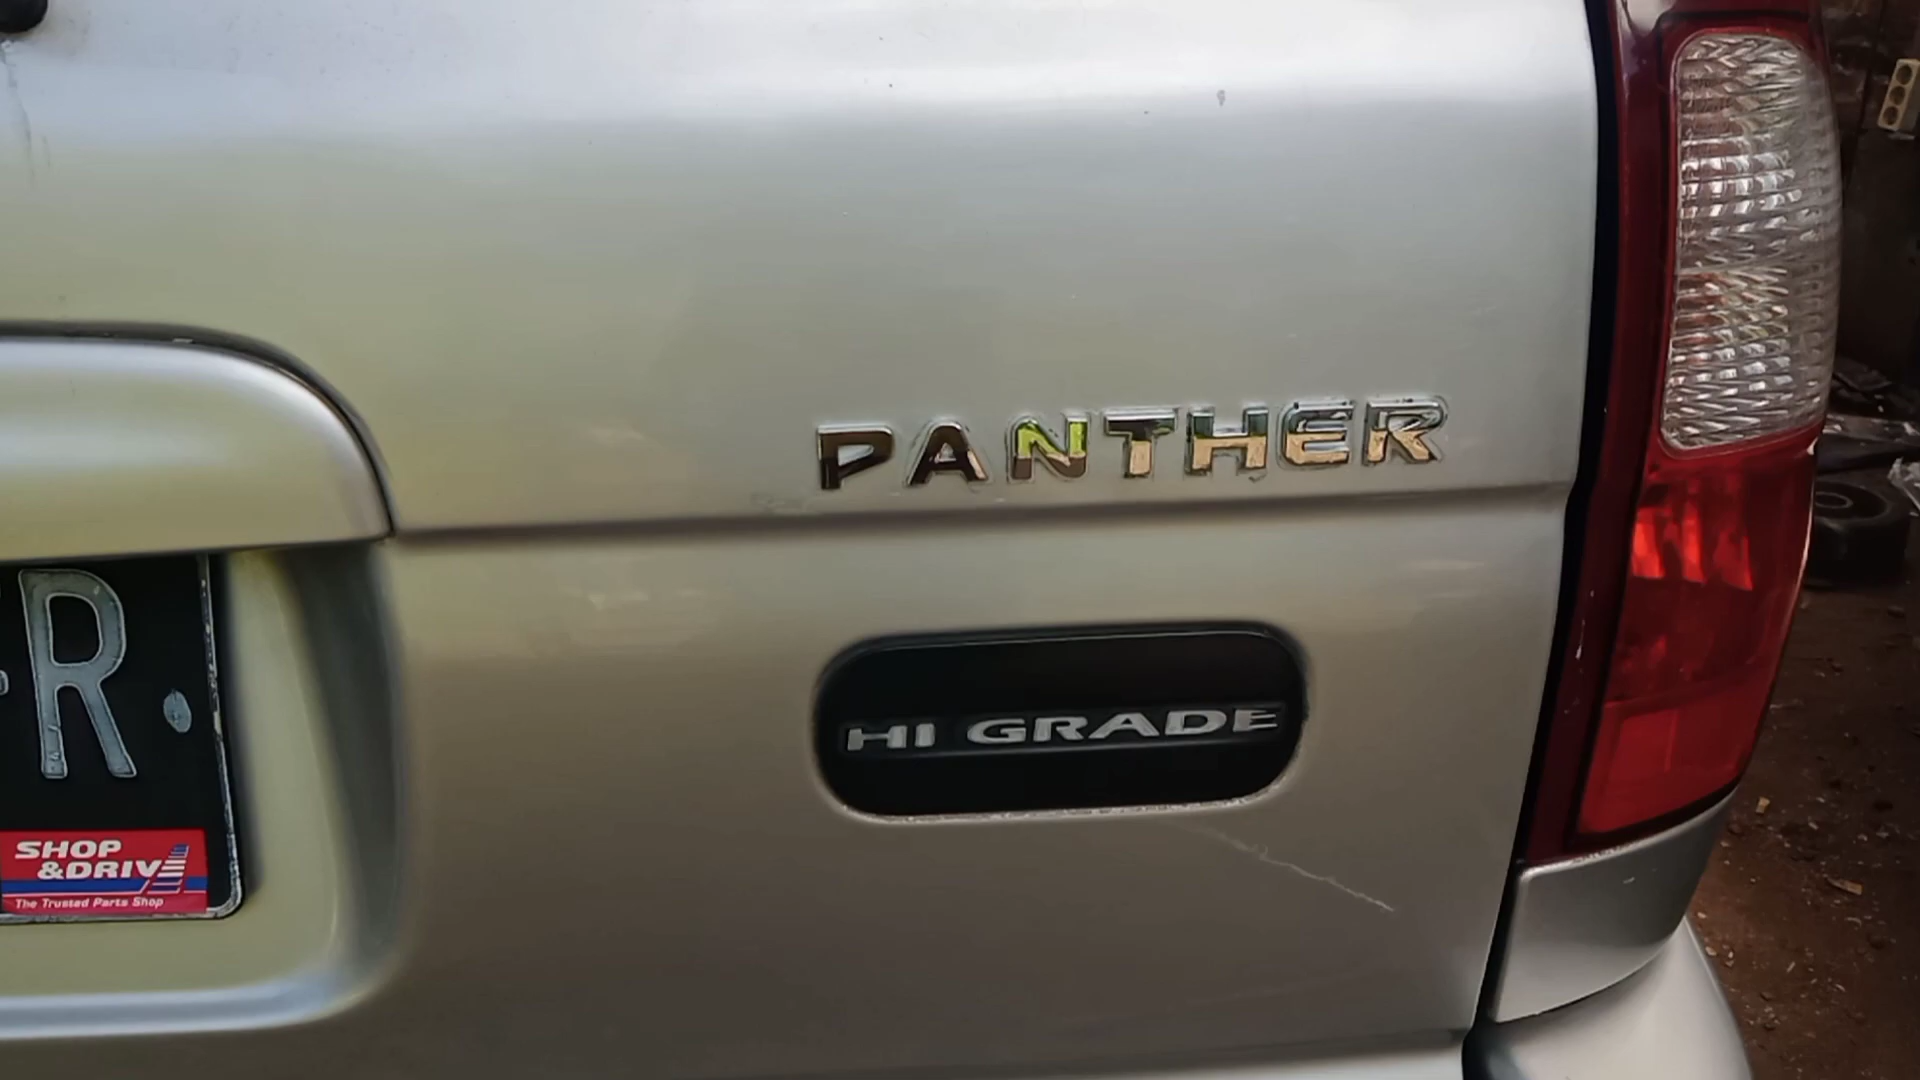 PANTHER
HI GRADE
R
SHOP
&DRIVE
The Trusted Parts Shop